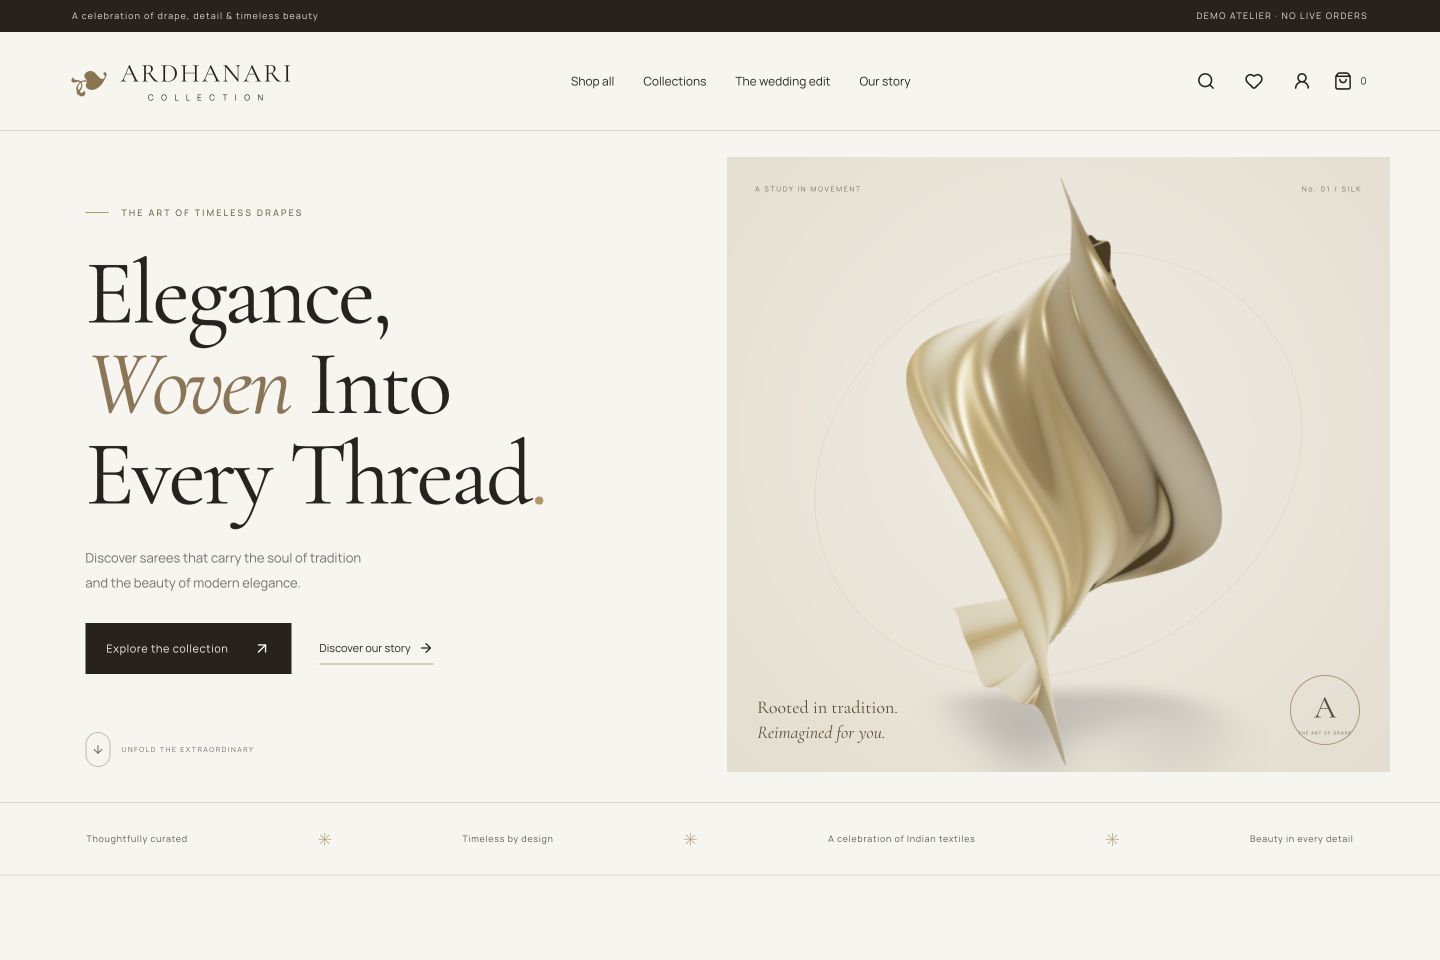 A celebration of drape, detail & timeless beauty
DEMO ATELIER · NO LIVE ORDERS
ARDHANARI
COLLECTION
Shop all
Collections
The wedding edit
Our story
0
THE ART OF TIMELESS DRAPES
Elegance,
Woven Into
Every Thread.
Discover sarees that carry the soul of tradition
and the beauty of modern elegance.
Explore the collection
Discover our story
UNFOLD THE EXTRAORDINARY
A STUDY IN MOVEMENT
No. 01 / SILK
Rooted in tradition.
Reimagined for you.
A
THE ART OF DRAPE
Thoughtfully curated
Timeless by design
A celebration of Indian textiles
Beauty in every detail